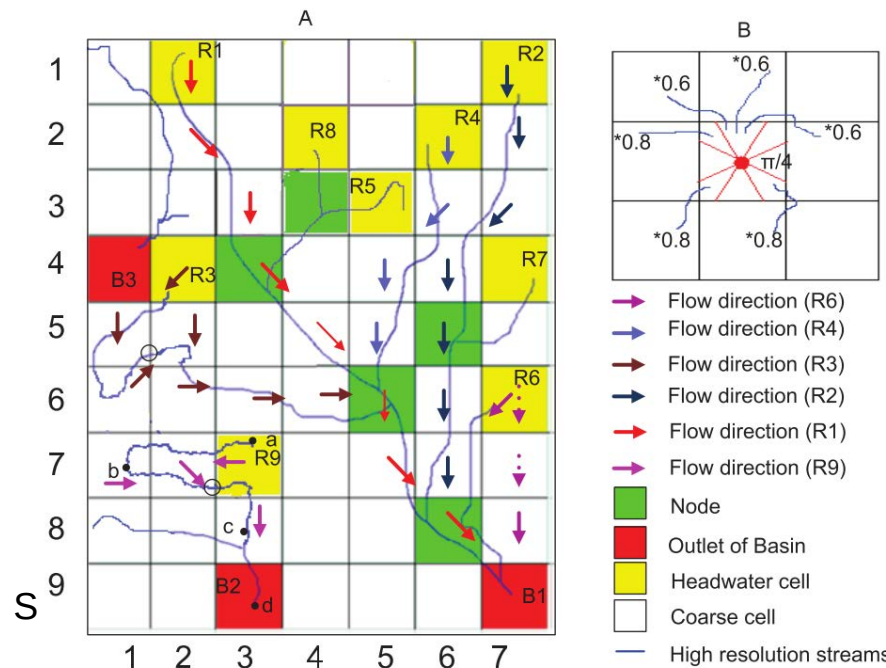 A
B
1 R1 R2
*0.6
*0.6
2 R8 R4
*0.8
*0.6
π/4
3 R5
*0.8
*0.8
4 B3 R3 R7
5
6 R6
7 a
b R9
8 c
9 B2 d B1
S
1 2 3 4 5 6 7
Flow direction (R6)
Flow direction (R4)
Flow direction (R3)
Flow direction (R2)
Flow direction (R1)
Flow direction (R9)
Node
Outlet of Basin
Headwater cell
Coarse cell
High resolution streams